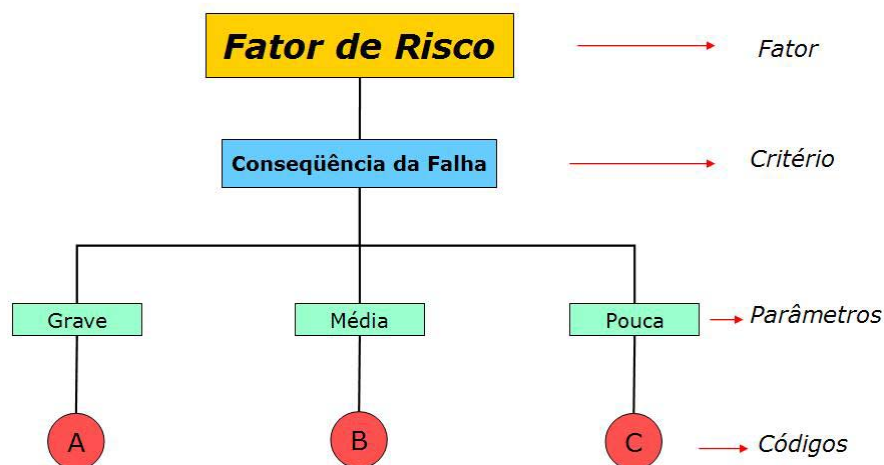 Fator de Risco
Fator
Conseqüência da Falha
Critério
Grave
Média
Pouca
Parâmetros
A
B
C
Códigos